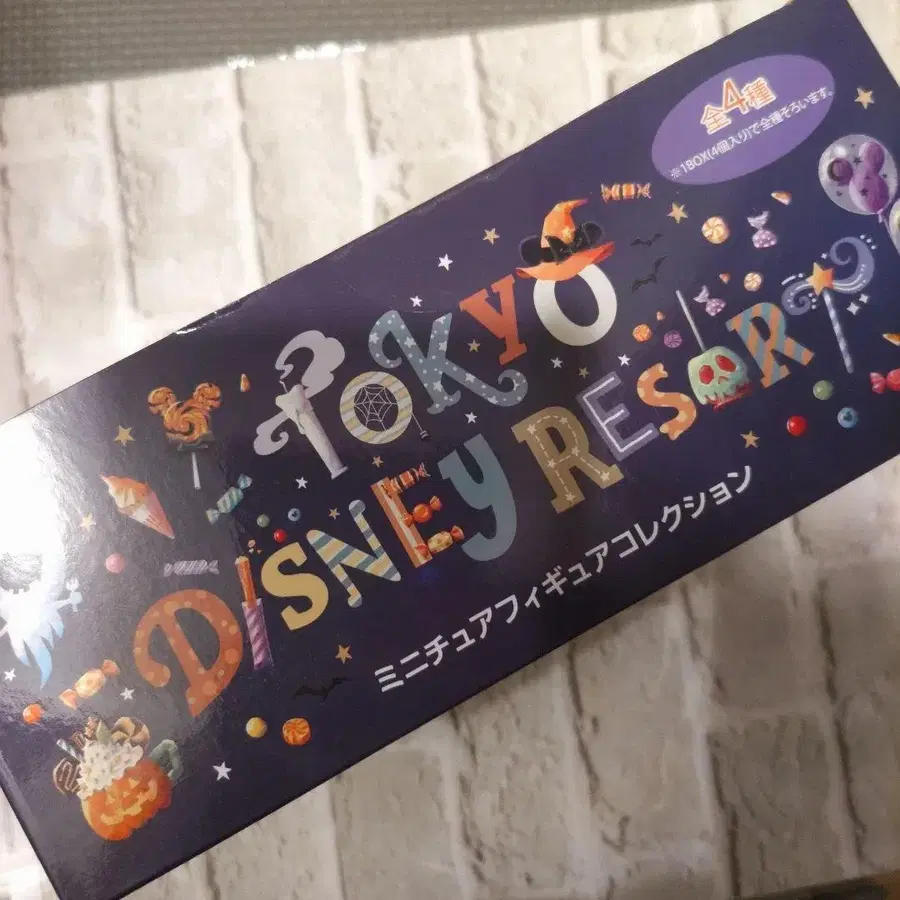 全4種
※1BOX(4個入り)で全種そろいます。
TOKYO
DISNEY RESORT
ミニチュアフィギュアコレクション